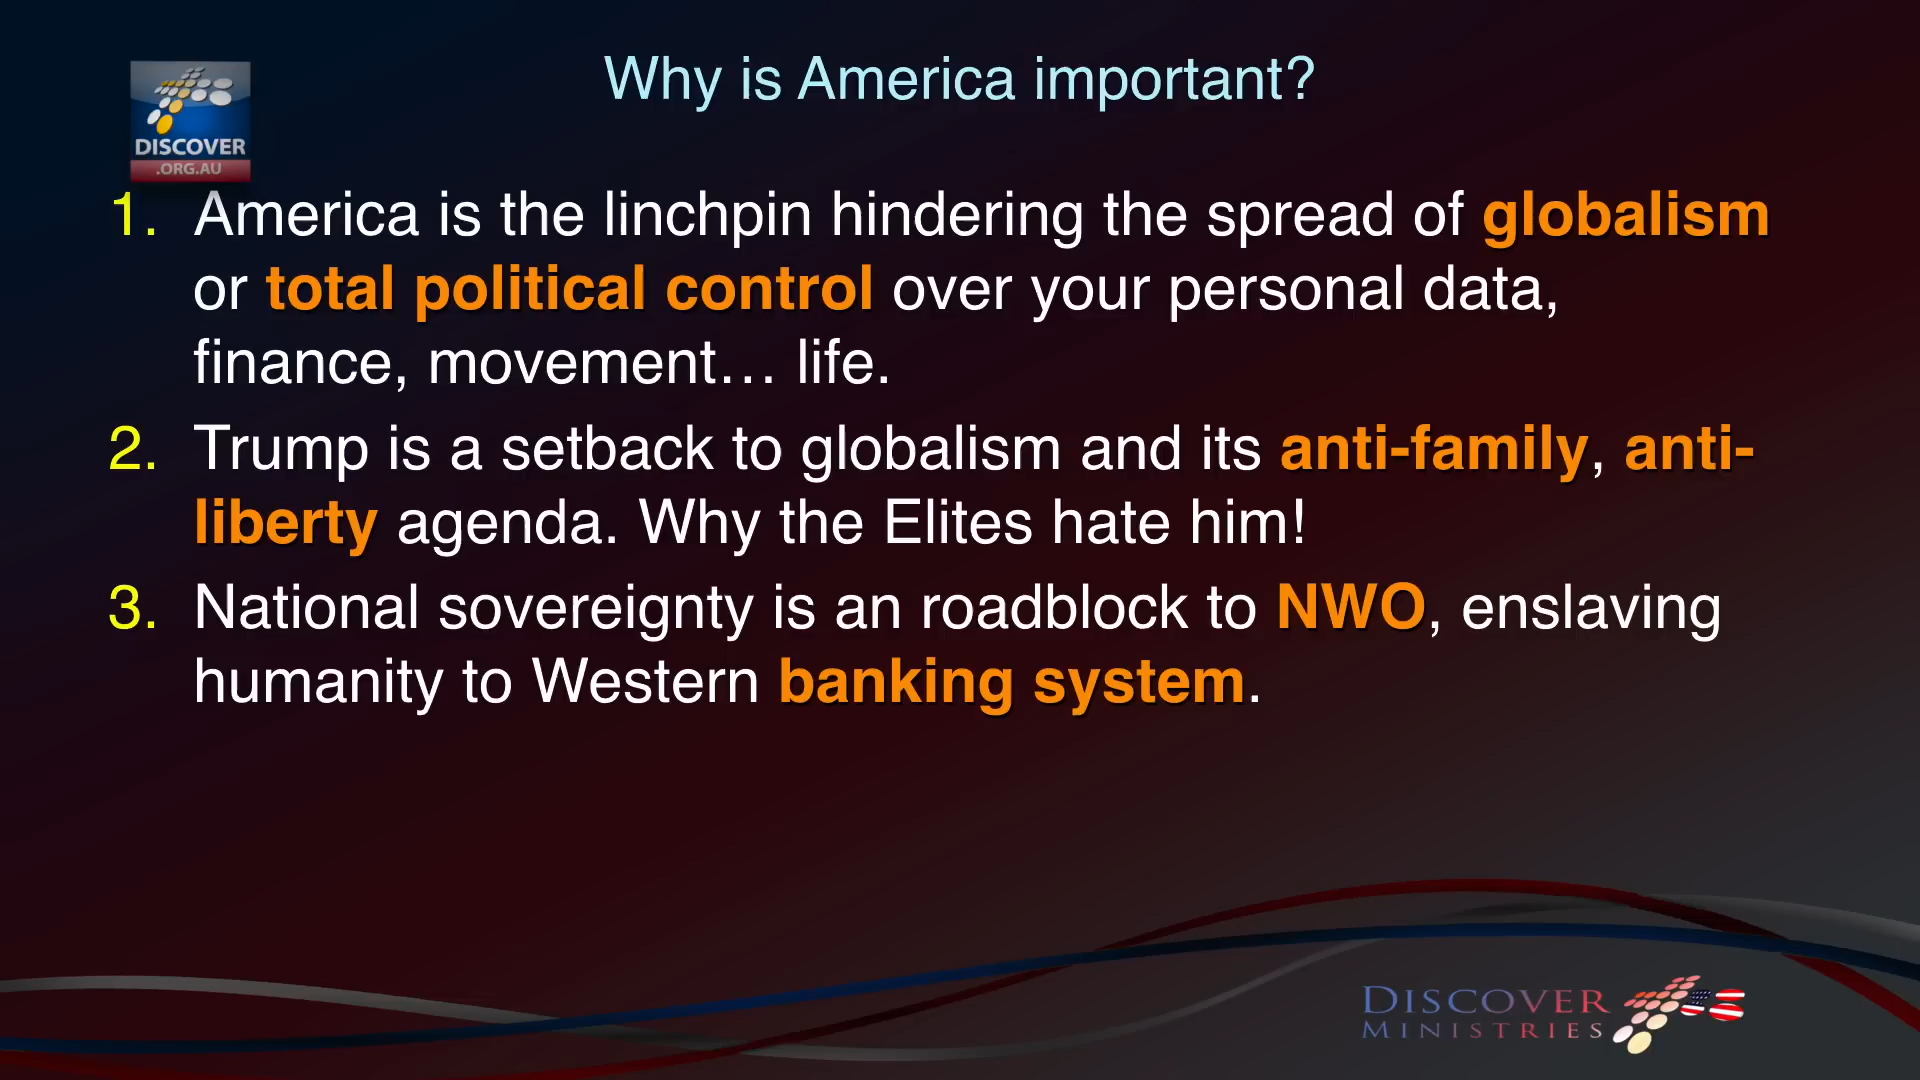 Why is America important?
DISCOVER
.ORG.AU
1. America is the linchpin hindering the spread of globalism
or total political control over your personal data,
finance, movement… life.
2. Trump is a setback to globalism and its anti-family, anti-
liberty agenda. Why the Elites hate him!
3. National sovereignty is an roadblock to NWO, enslaving
humanity to Western banking system.
DISCOVER
MINISTRIES